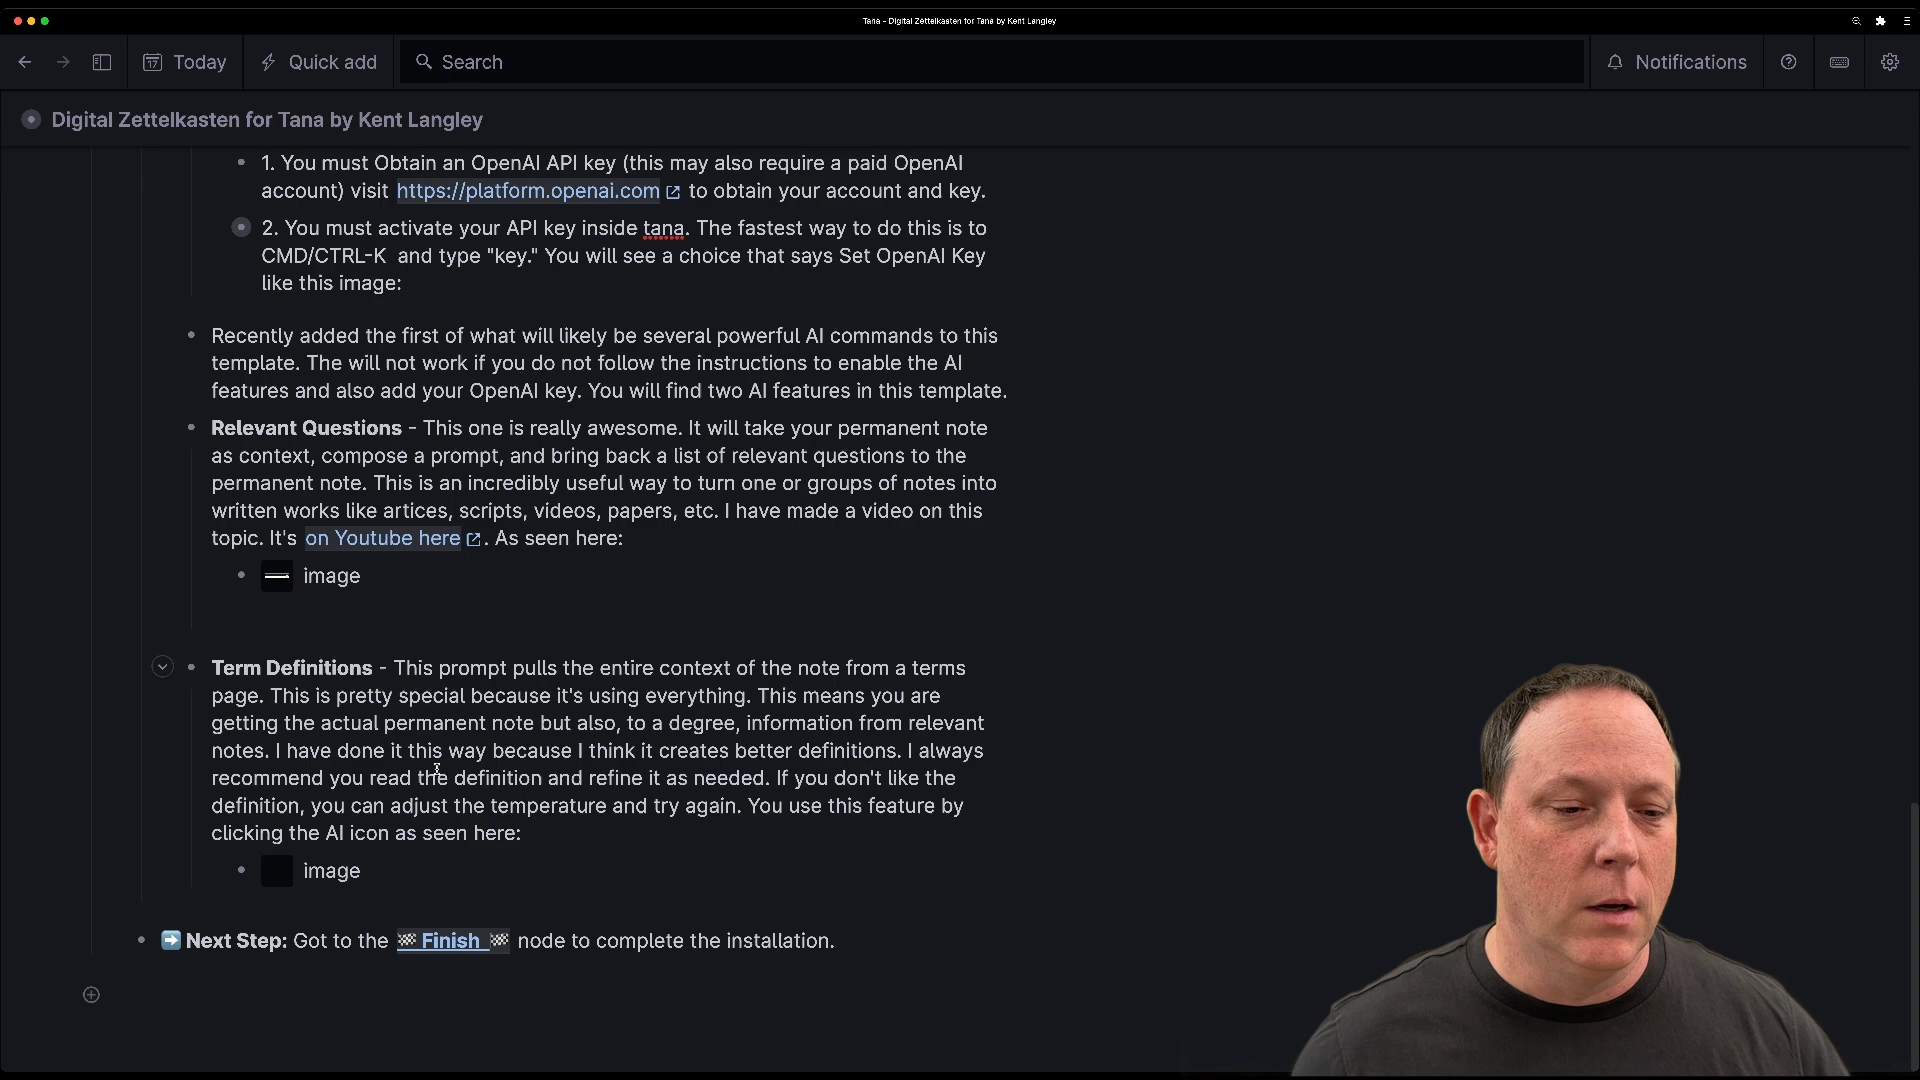 Tana - Digital Zettelkasten for Tana by Kent Langley
17 Today
Quick add
Search
Notifications
Digital Zettelkasten for Tana by Kent Langley
1. You must Obtain an OpenAI API key (this may also require a paid OpenAI
account) visit https://platform.openai.com to obtain your account and key.
2. You must activate your API key inside tana. The fastest way to do this is to
CMD/CTRL-K and type "key." You will see a choice that says Set OpenAI Key
like this image:
Recently added the first of what will likely be several powerful AI commands to this
template. The will not work if you do not follow the instructions to enable the AI
features and also add your OpenAI key. You will find two AI features in this template.
Relevant Questions - This one is really awesome. It will take your permanent note
as context, compose a prompt, and bring back a list of relevant questions to the
permanent note. This is an incredibly useful way to turn one or groups of notes into
written works like artices, scripts, videos, papers, etc. I have made a video on this
topic. It's on Youtube here. As seen here:
image
Term Definitions - This prompt pulls the entire context of the note from a terms
page. This is pretty special because it's using everything. This means you are
getting the actual permanent note but also, to a degree, information from relevant
notes. I have done it this way because I think it creates better definitions. I always
recommend you read the definition and refine it as needed. If you don't like the
definition, you can adjust the temperature and try again. You use this feature by
clicking the AI icon as seen here:
image
Next Step: Got to the Finish node to complete the installation.